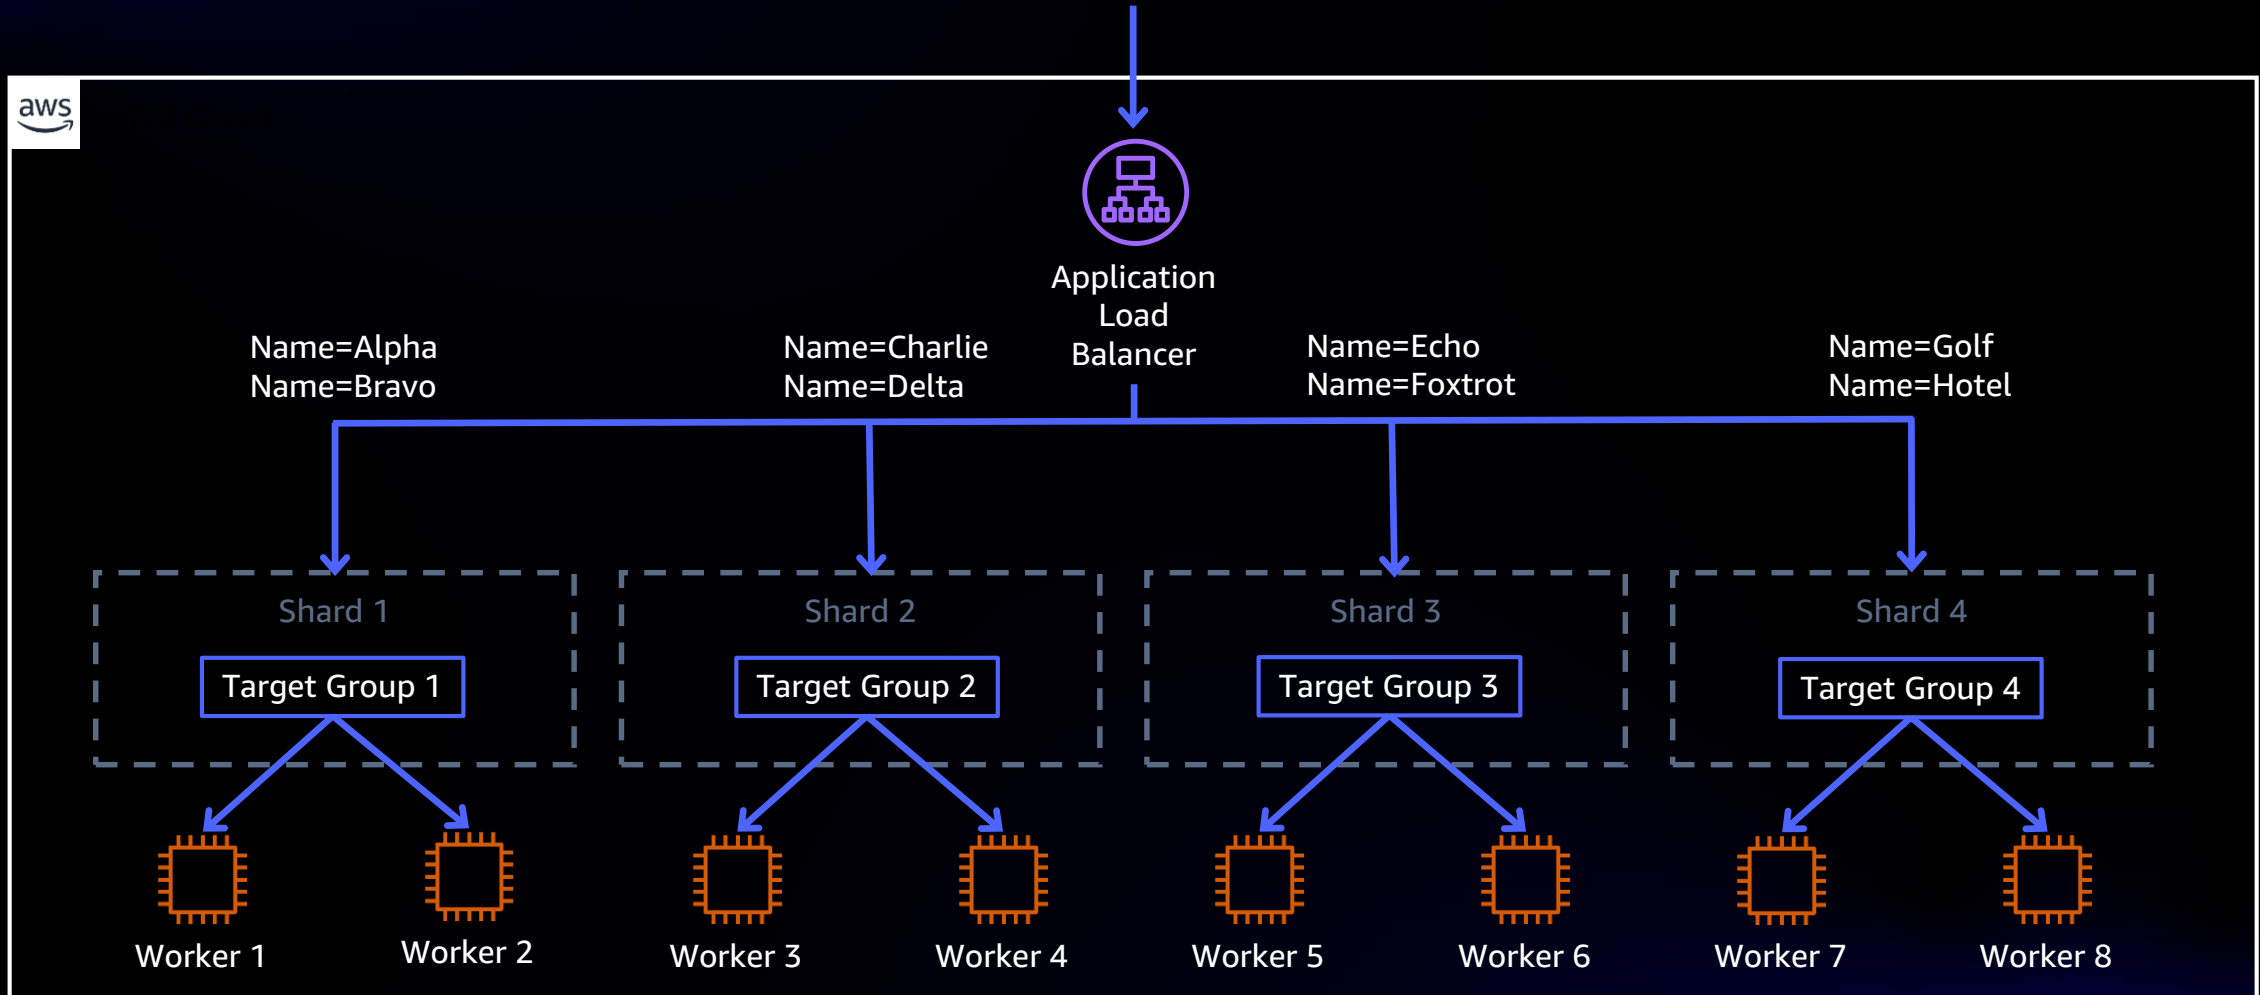 aws
Application
Load
Balancer
Name=Alpha
Name=Bravo
Name=Charlie
Name=Delta
Name=Echo
Name=Foxtrot
Name=Golf
Name=Hotel
Shard 1
Shard 2
Shard 3
Shard 4
Target Group 1
Target Group 2
Target Group 3
Target Group 4
Worker 1
Worker 2
Worker 3
Worker 4
Worker 5
Worker 6
Worker 7
Worker 8